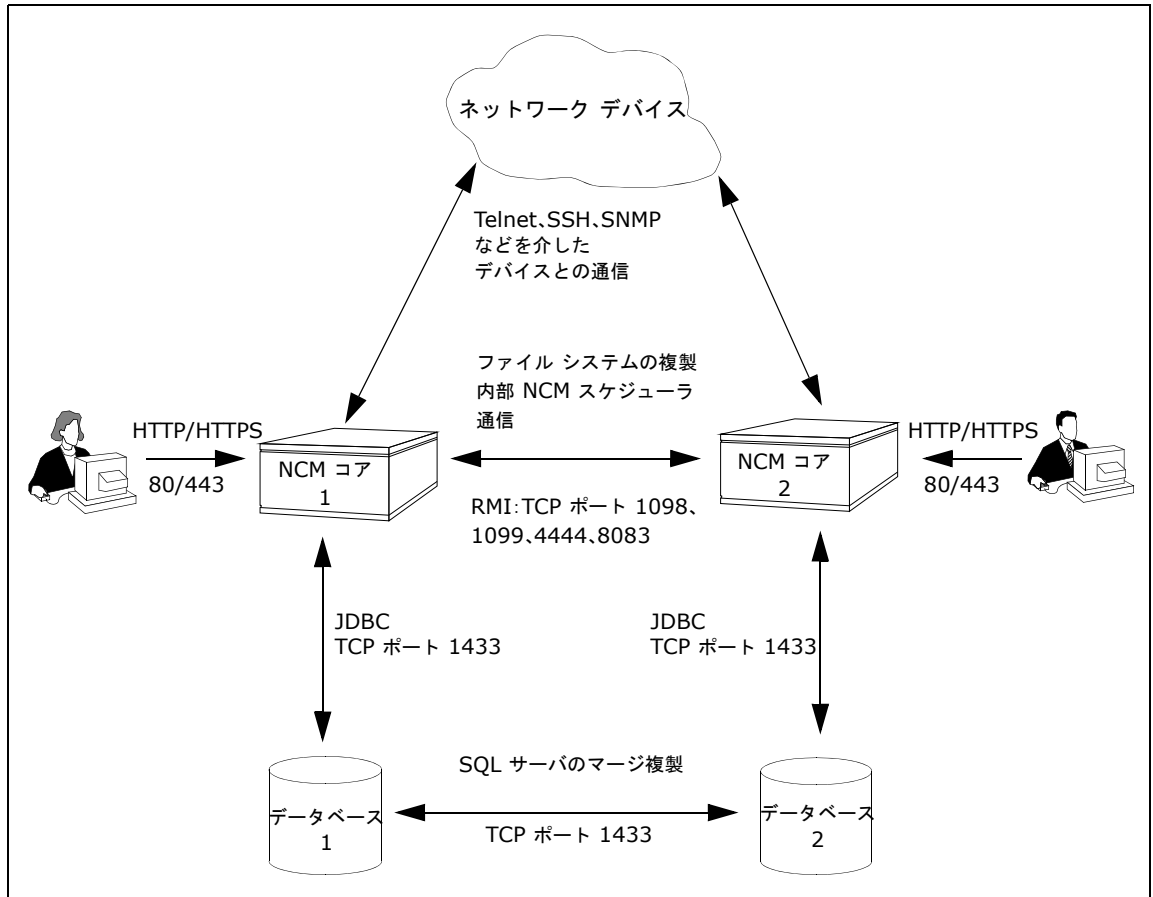 ネットワーク デバイス
Telnet、SSH、SNMP
などを介した
デバイスとの通信
ファイル システムの複製
内部 NCM スケジューラ
通信
HTTP/HTTPS
80/443
NCM コア
1
NCM コア
2
HTTP/HTTPS
80/443
RMI:TCP ポート 1098、
1099、4444、8083
JDBC
TCP ポート 1433
JDBC
TCP ポート 1433
SQL サーバのマージ複製
データベース
1
TCP ポート 1433
データベース
2